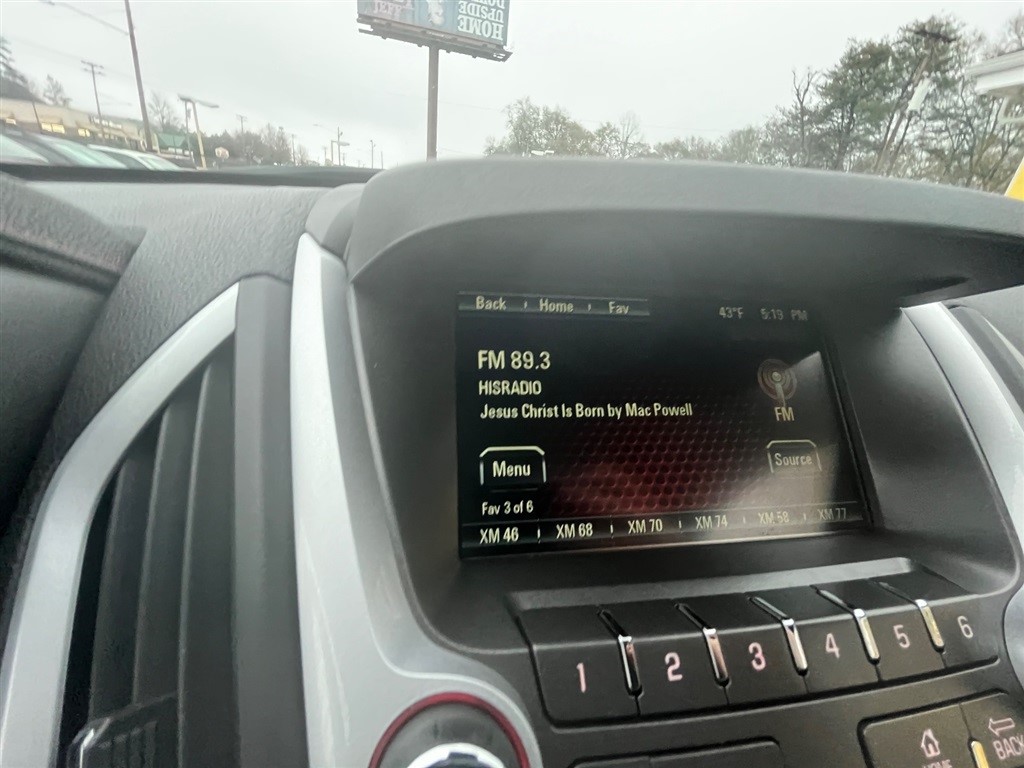 HOME
UPSIDE
DOWN
Back Home Fav 43°F 5:19 PM
FM 89.3
HISRADIO
Jesus Christ Is Born by Mac Powell
FM
Menu Source
Fav 3 of 6
XM 46 XM 68 XM 70 XM 74 XM 58 XM 77
1 2 3 4 5 6
HOME BACK